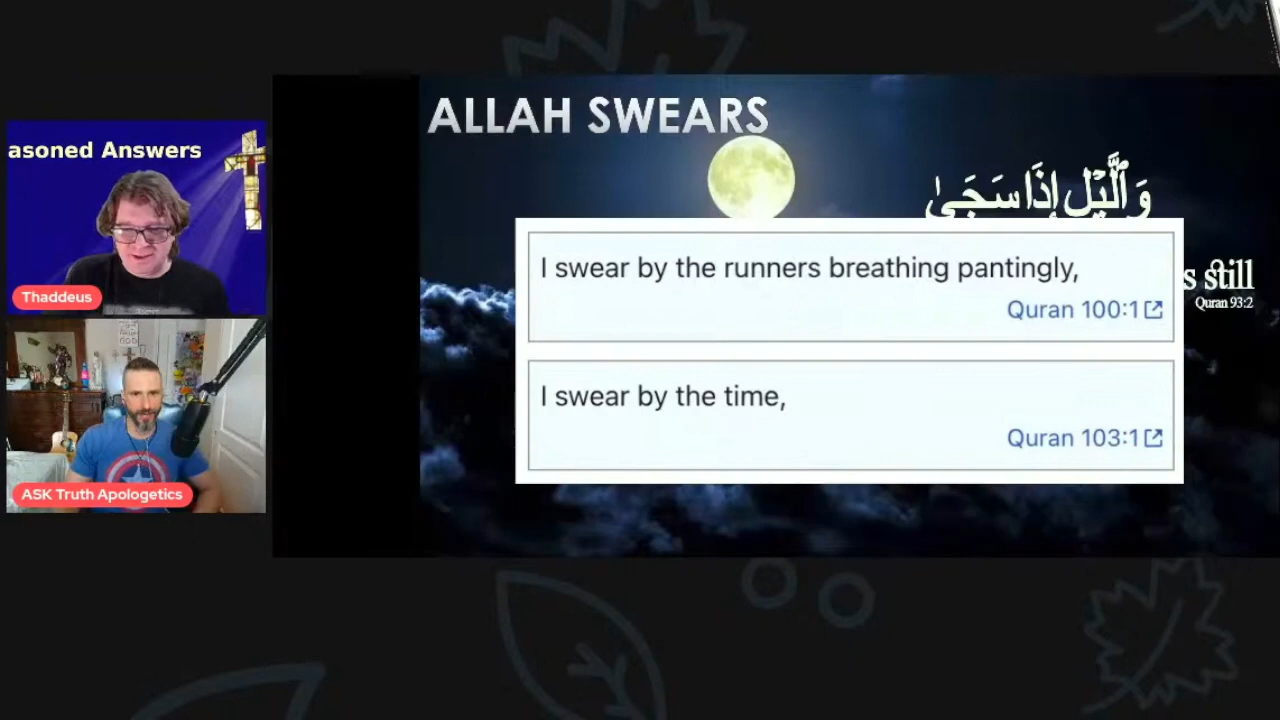 asoned Answers
Thaddeus
ASK Truth Apologetics
ALLAH SWEARS
وَٱلَّيْلِ إِذَا سَجَىٰ
s still
Quran 93:2
I swear by the runners breathing pantingly,
Quran 100:1
I swear by the time,
Quran 103:1